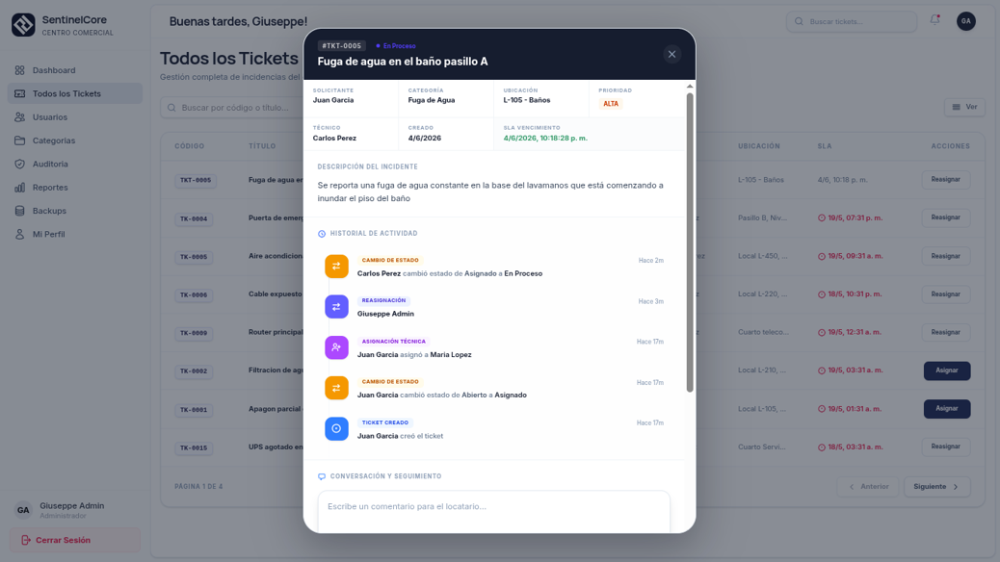 SentinelCore
CENTRO COMERCIAL
Dashboard
Todos los Tickets
Usuarios
Categorías
Auditoría
Reportes
Backups
Mi Perfil
GA
Giuseppe Admin
Administrador
Cerrar Sesión
Buenas tardes, Giuseppe!
Buscar tickets...
GA
Todos los Tickets
Gestión completa de incidencias del
Buscar por código o título...
Ver
CÓDIGO TÍTULO UBICACIÓN SLA ACCIONES
TKT-0005 Fuga de agua en L-105 - Baños 4/6, 10:18 p. m. Reasignar
TK-0004 Puerta de emerg Pasillo B, Niv... 19/5, 07:31 p. m. Reasignar
TK-0005 Aire acondicion Local L-450, ... 19/5, 09:31 p. m. Reasignar
TK-0006 Cable expuesto Local L-220, ... 18/5, 10:31 p. m. Reasignar
TK-0009 Router principal Cuarto teleco... 19/5, 12:31 a. m. Reasignar
TK-0002 Filtracion de ag Local L-210, ... 19/5, 03:31 a. m. Asignar
TK-0001 Apagon parcial Local L-105, ... 19/5, 01:31 a. m. Asignar
TK-0015 UPS agotado en Cuarto Servi... 18/5, 03:31 a. m. Reasignar
PÁGINA 1 DE 4
Anterior
Siguiente
#TKT-0005 En Proceso
Fuga de agua en el baño pasillo A
SOLICITANTE CATEGORÍA UBICACIÓN PRIORIDAD
Juan Garcia Fuga de Agua L-105 - Baños ALTA
TÉCNICO CREADO SLA VENCIMIENTO
Carlos Perez 4/6/2026 4/6/2026, 10:18:28 p. m.
DESCRIPCIÓN DEL INCIDENTE
Se reporta una fuga de agua constante en la base del lavamanos que está comenzando a
inundar el piso del baño
HISTORIAL DE ACTIVIDAD
CAMBIO DE ESTADO Hace 2m
Carlos Perez cambió estado de Asignado a En Proceso
REASIGNACIÓN Hace 3m
Giuseppe Admin
ASIGNACIÓN TÉCNICA Hace 17m
Juan Garcia asignó a Maria Lopez
CAMBIO DE ESTADO Hace 17m
Juan Garcia cambió estado de Abierto a Asignado
TICKET CREADO Hace 17m
Juan Garcia creó el ticket
CONVERSACIÓN Y SEGUIMIENTO
Escribe un comentario para el locatario...